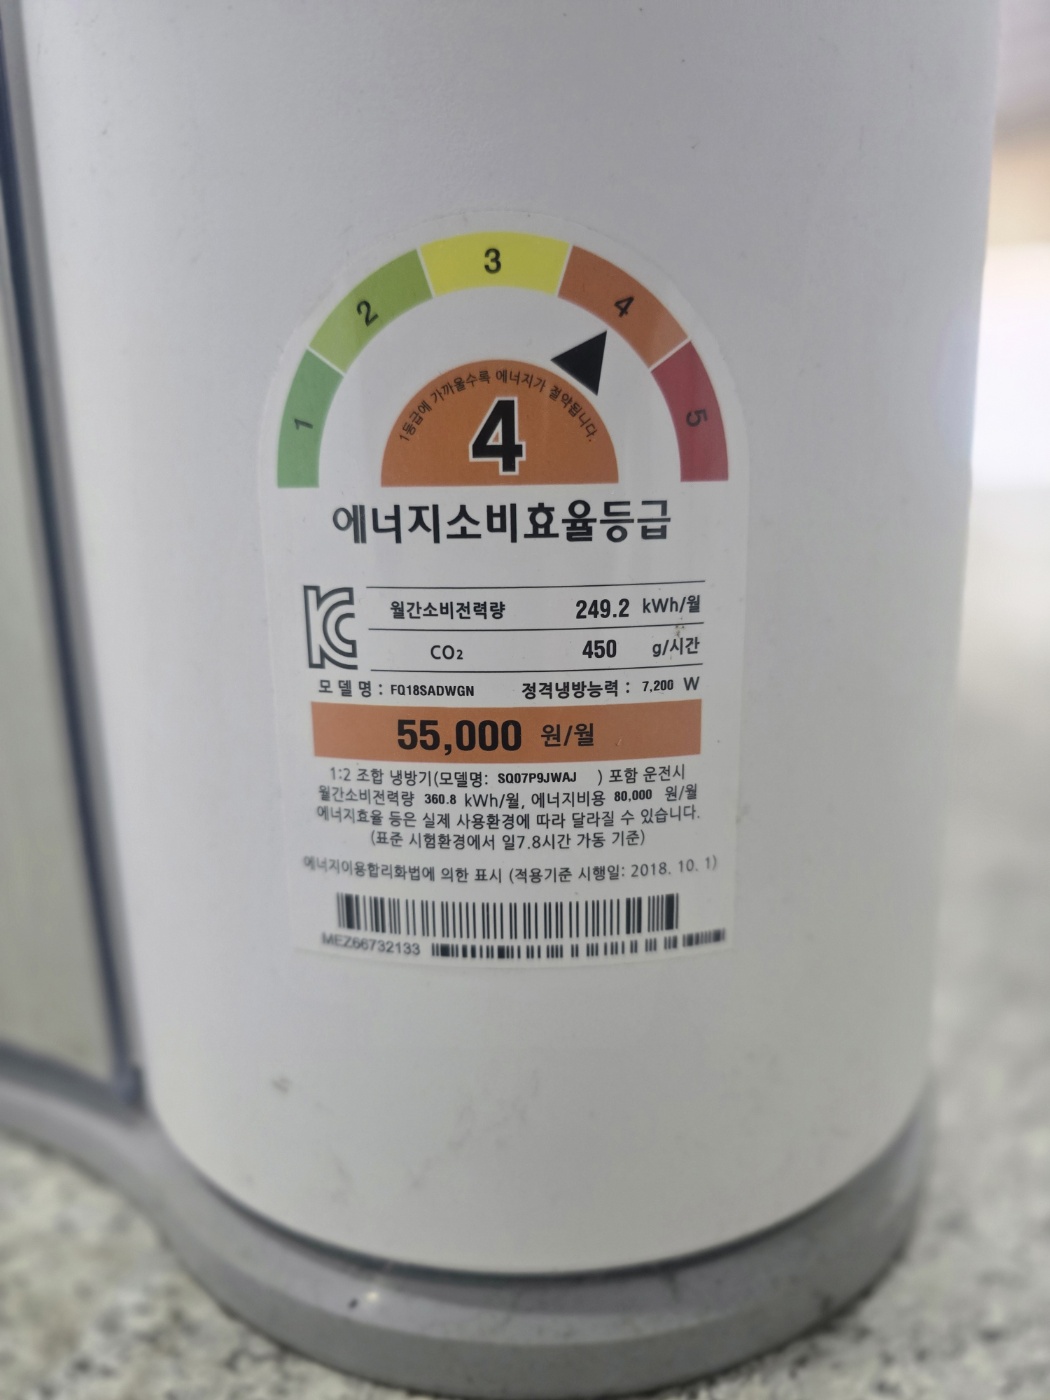 1 2 3 4 5
1등급에 가까울수록 에너지가 절약됩니다.
4
에너지소비효율등급
월간소비전력량 249.2 kWh/월
CO₂ 450 g/시간
모델명 : FQ18SADWGN 정격냉방능력 : 7,200 W
55,000 원/월
1:2 조합 냉방기(모델명: SQ07P9JWAJ ) 포함 운전시
월간소비전력량 360.8 kWh/월, 에너지비용 80,000 원/월
에너지효율 등은 실제 사용환경에 따라 달라질 수 있습니다.
(표준 시험환경에서 일7.8시간 가동 기준)
에너지이용합리화법에 의한 표시 (적용기준 시행일: 2018. 10. 1)
MEZ66732133